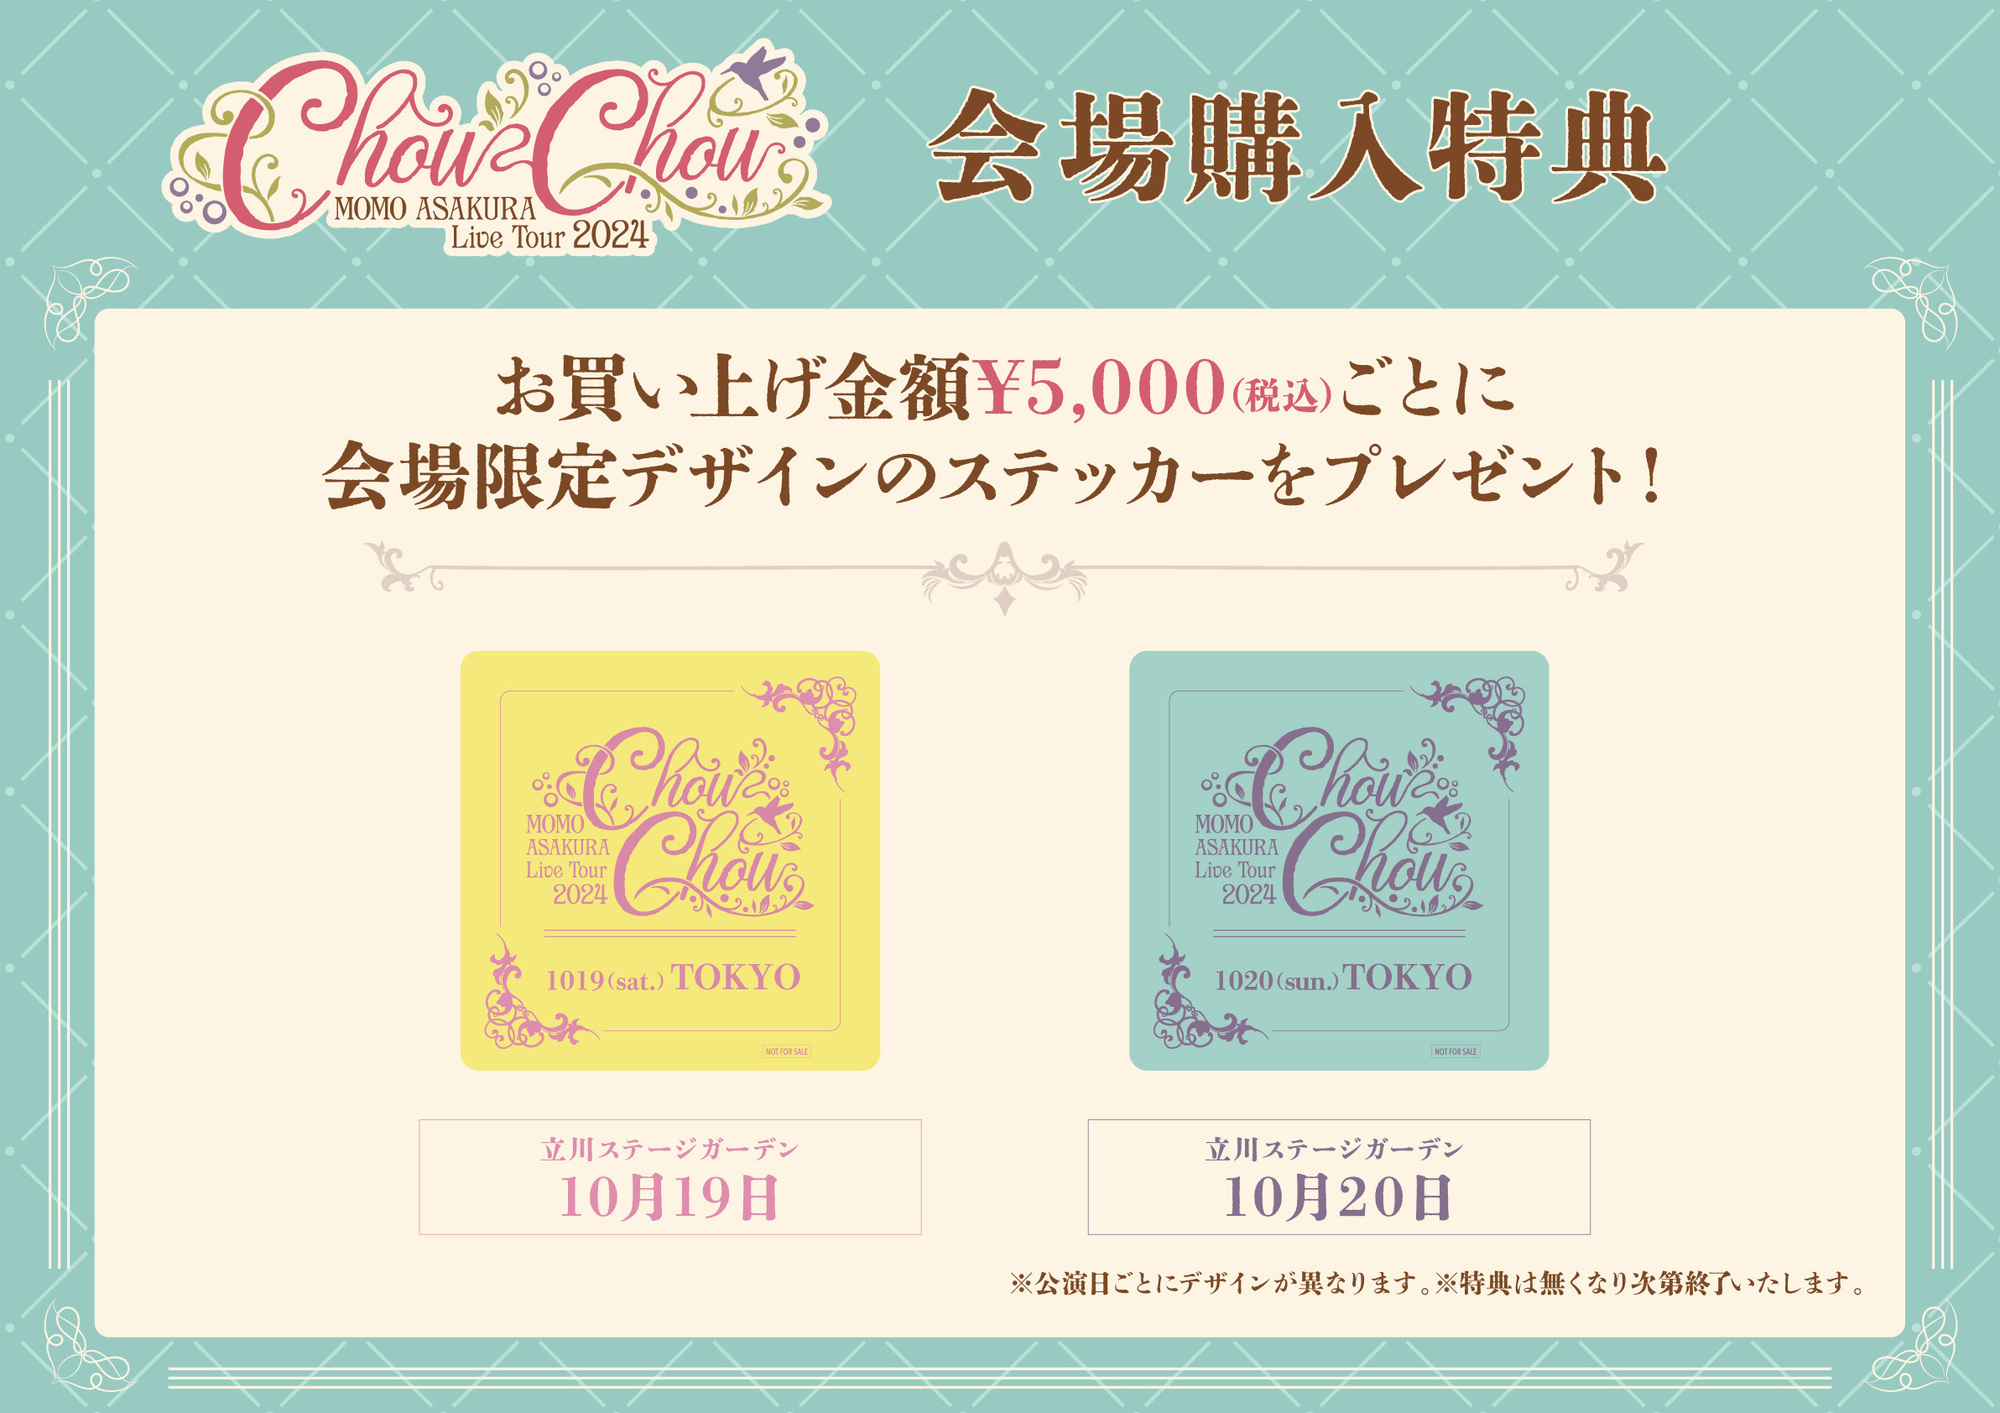 Chou Chou
MOMO ASAKURA
Live Tour 2024
会場購入特典
お買い上げ金額¥5,000(税込)ごとに
会場限定デザインのステッカーをプレゼント!
Chou
Chou
MOMO
ASAKURA
Live Tour
2024
1019(sat.) TOKYO
NOT FOR SALE
立川ステージガーデン
10月19日
Chou
Chou
MOMO
ASAKURA
Live Tour
2024
1020(sun.) TOKYO
NOT FOR SALE
立川ステージガーデン
10月20日
※公演日ごとにデザインが異なります。※特典は無くなり次第終了いたします。